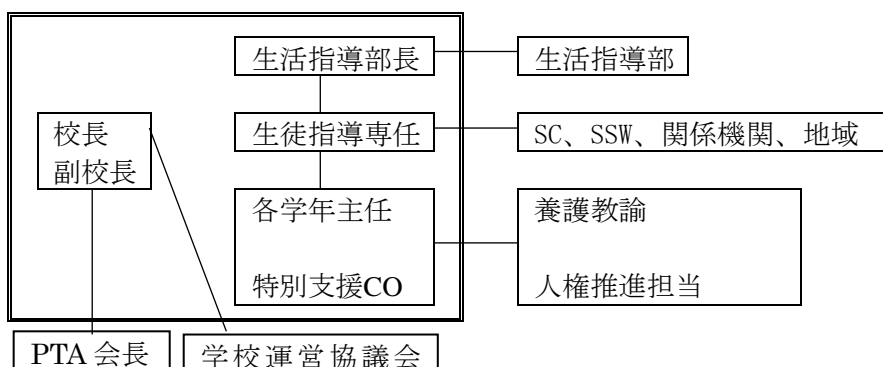 生活指導部長
生活指導部
校長
副校長
生徒指導専任
SC、SSW、関係機関、地域
各学年主任
特別支援CO
養護教諭
人権推進担当
PTA 会長
学校運営協議会